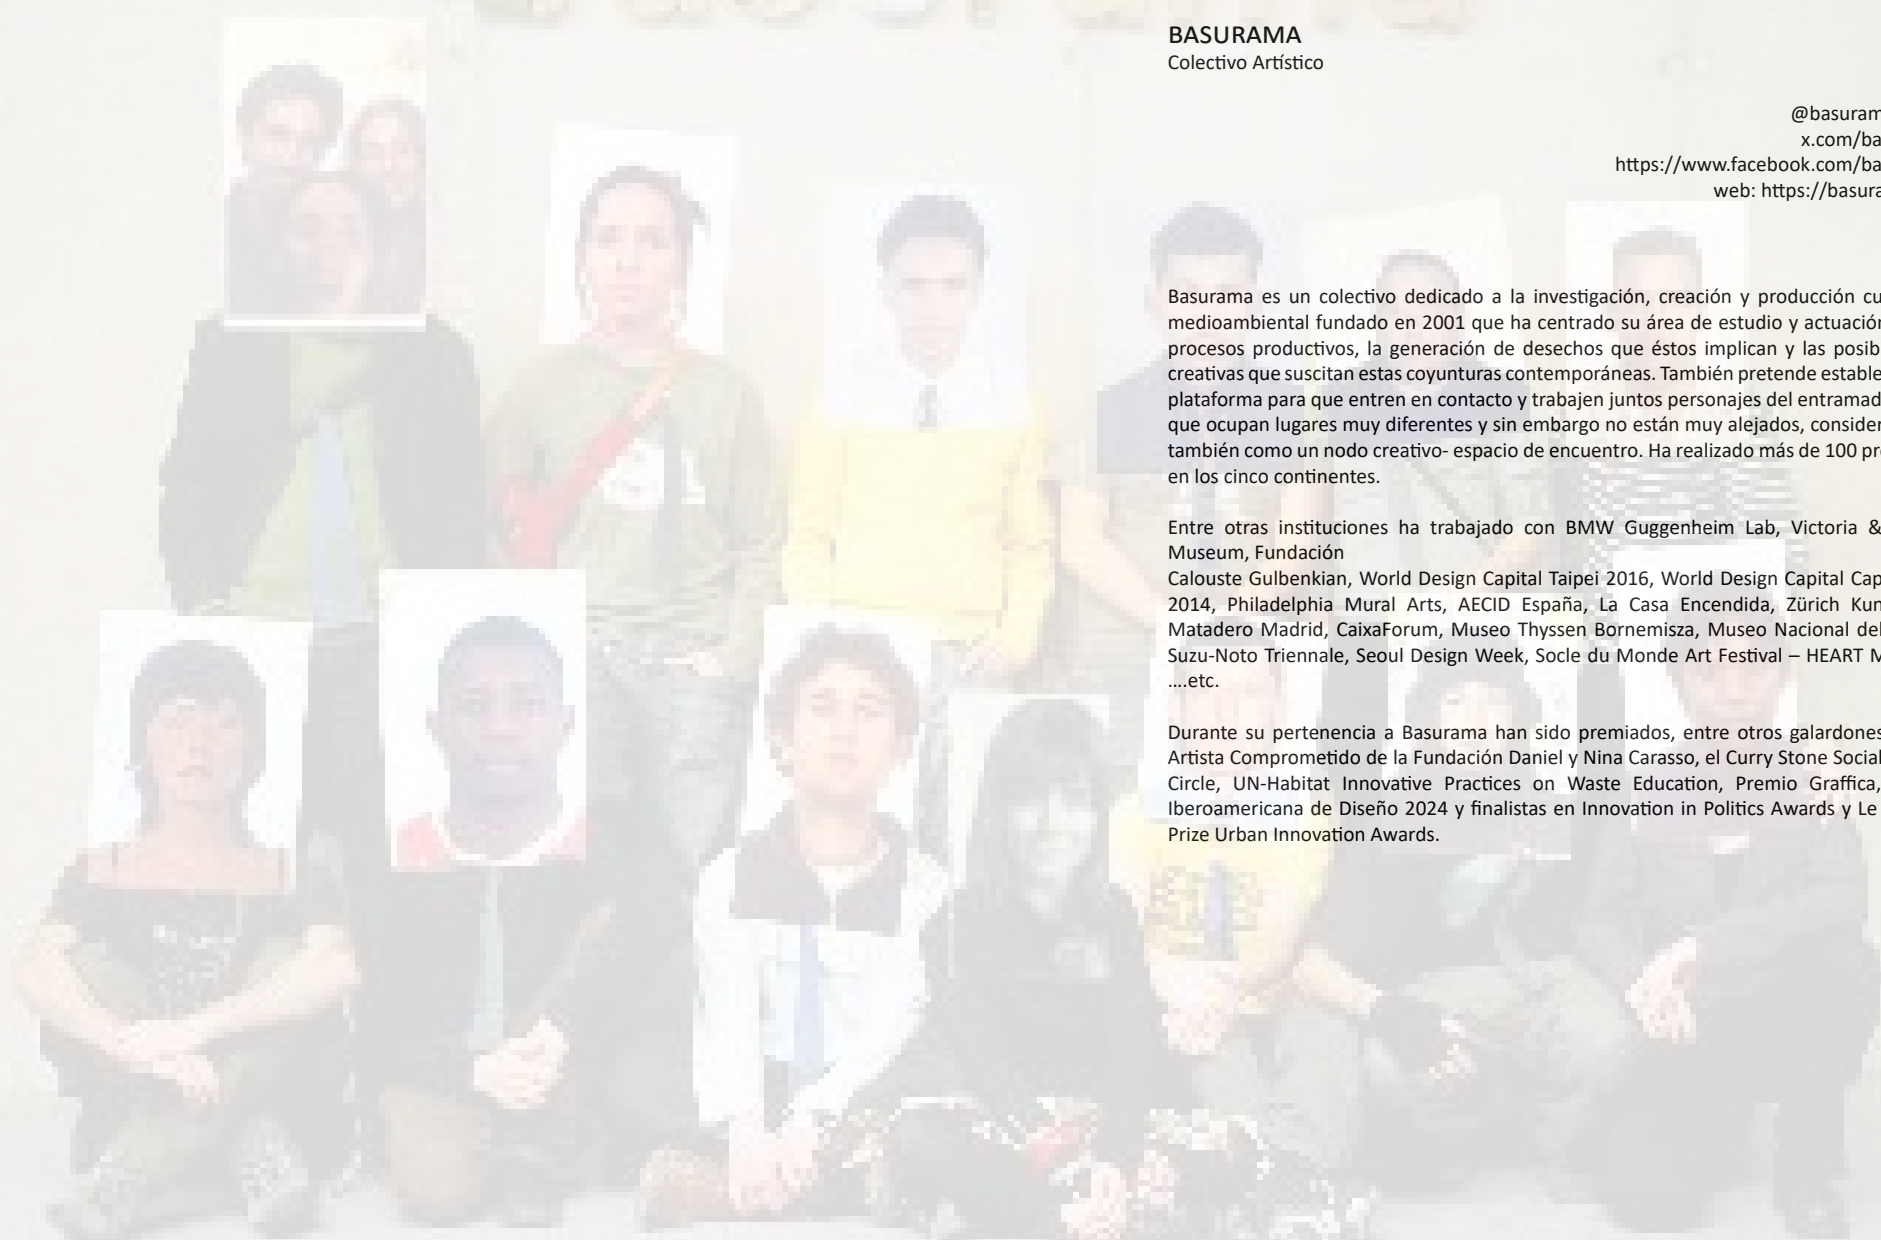 BASURAMA
Colectivo Artístico
@basuram
x.com/ba
https://www.facebook.com/ba
web: https://basura
Basurama es un colectivo dedicado a la investigación, creación y producción cu
medioambiental fundado en 2001 que ha centrado su área de estudio y actuación
procesos productivos, la generación de desechos que éstos implican y las posib
creativas que suscitan estas coyunturas contemporáneas. También pretende estable
plataforma para que entren en contacto y trabajen juntos personajes del entramad
que ocupan lugares muy diferentes y sin embargo no están muy alejados, consider
también como un nodo creativo- espacio de encuentro. Ha realizado más de 100 pr
en los cinco continentes.
Entre otras instituciones ha trabajado con BMW Guggenheim Lab, Victoria &
Museum, Fundación
Calouste Gulbenkian, World Design Capital Taipei 2016, World Design Capital Cap
2014, Philadelphia Mural Arts, AECID España, La Casa Encendida, Zürich Kun
Matadero Madrid, CaixaForum, Museo Thyssen Bornemisza, Museo Nacional del
Suzu-Noto Triennale, Seoul Design Week, Socle du Monde Art Festival – HEART M
....etc.
Durante su pertenencia a Basurama han sido premiados, entre otros galardones
Artista Comprometido de la Fundación Daniel y Nina Carasso, el Curry Stone Social
Circle, UN-Habitat Innovative Practices on Waste Education, Premio Graffica,
Iberoamericana de Diseño 2024 y finalistas en Innovation in Politics Awards y Le
Prize Urban Innovation Awards.